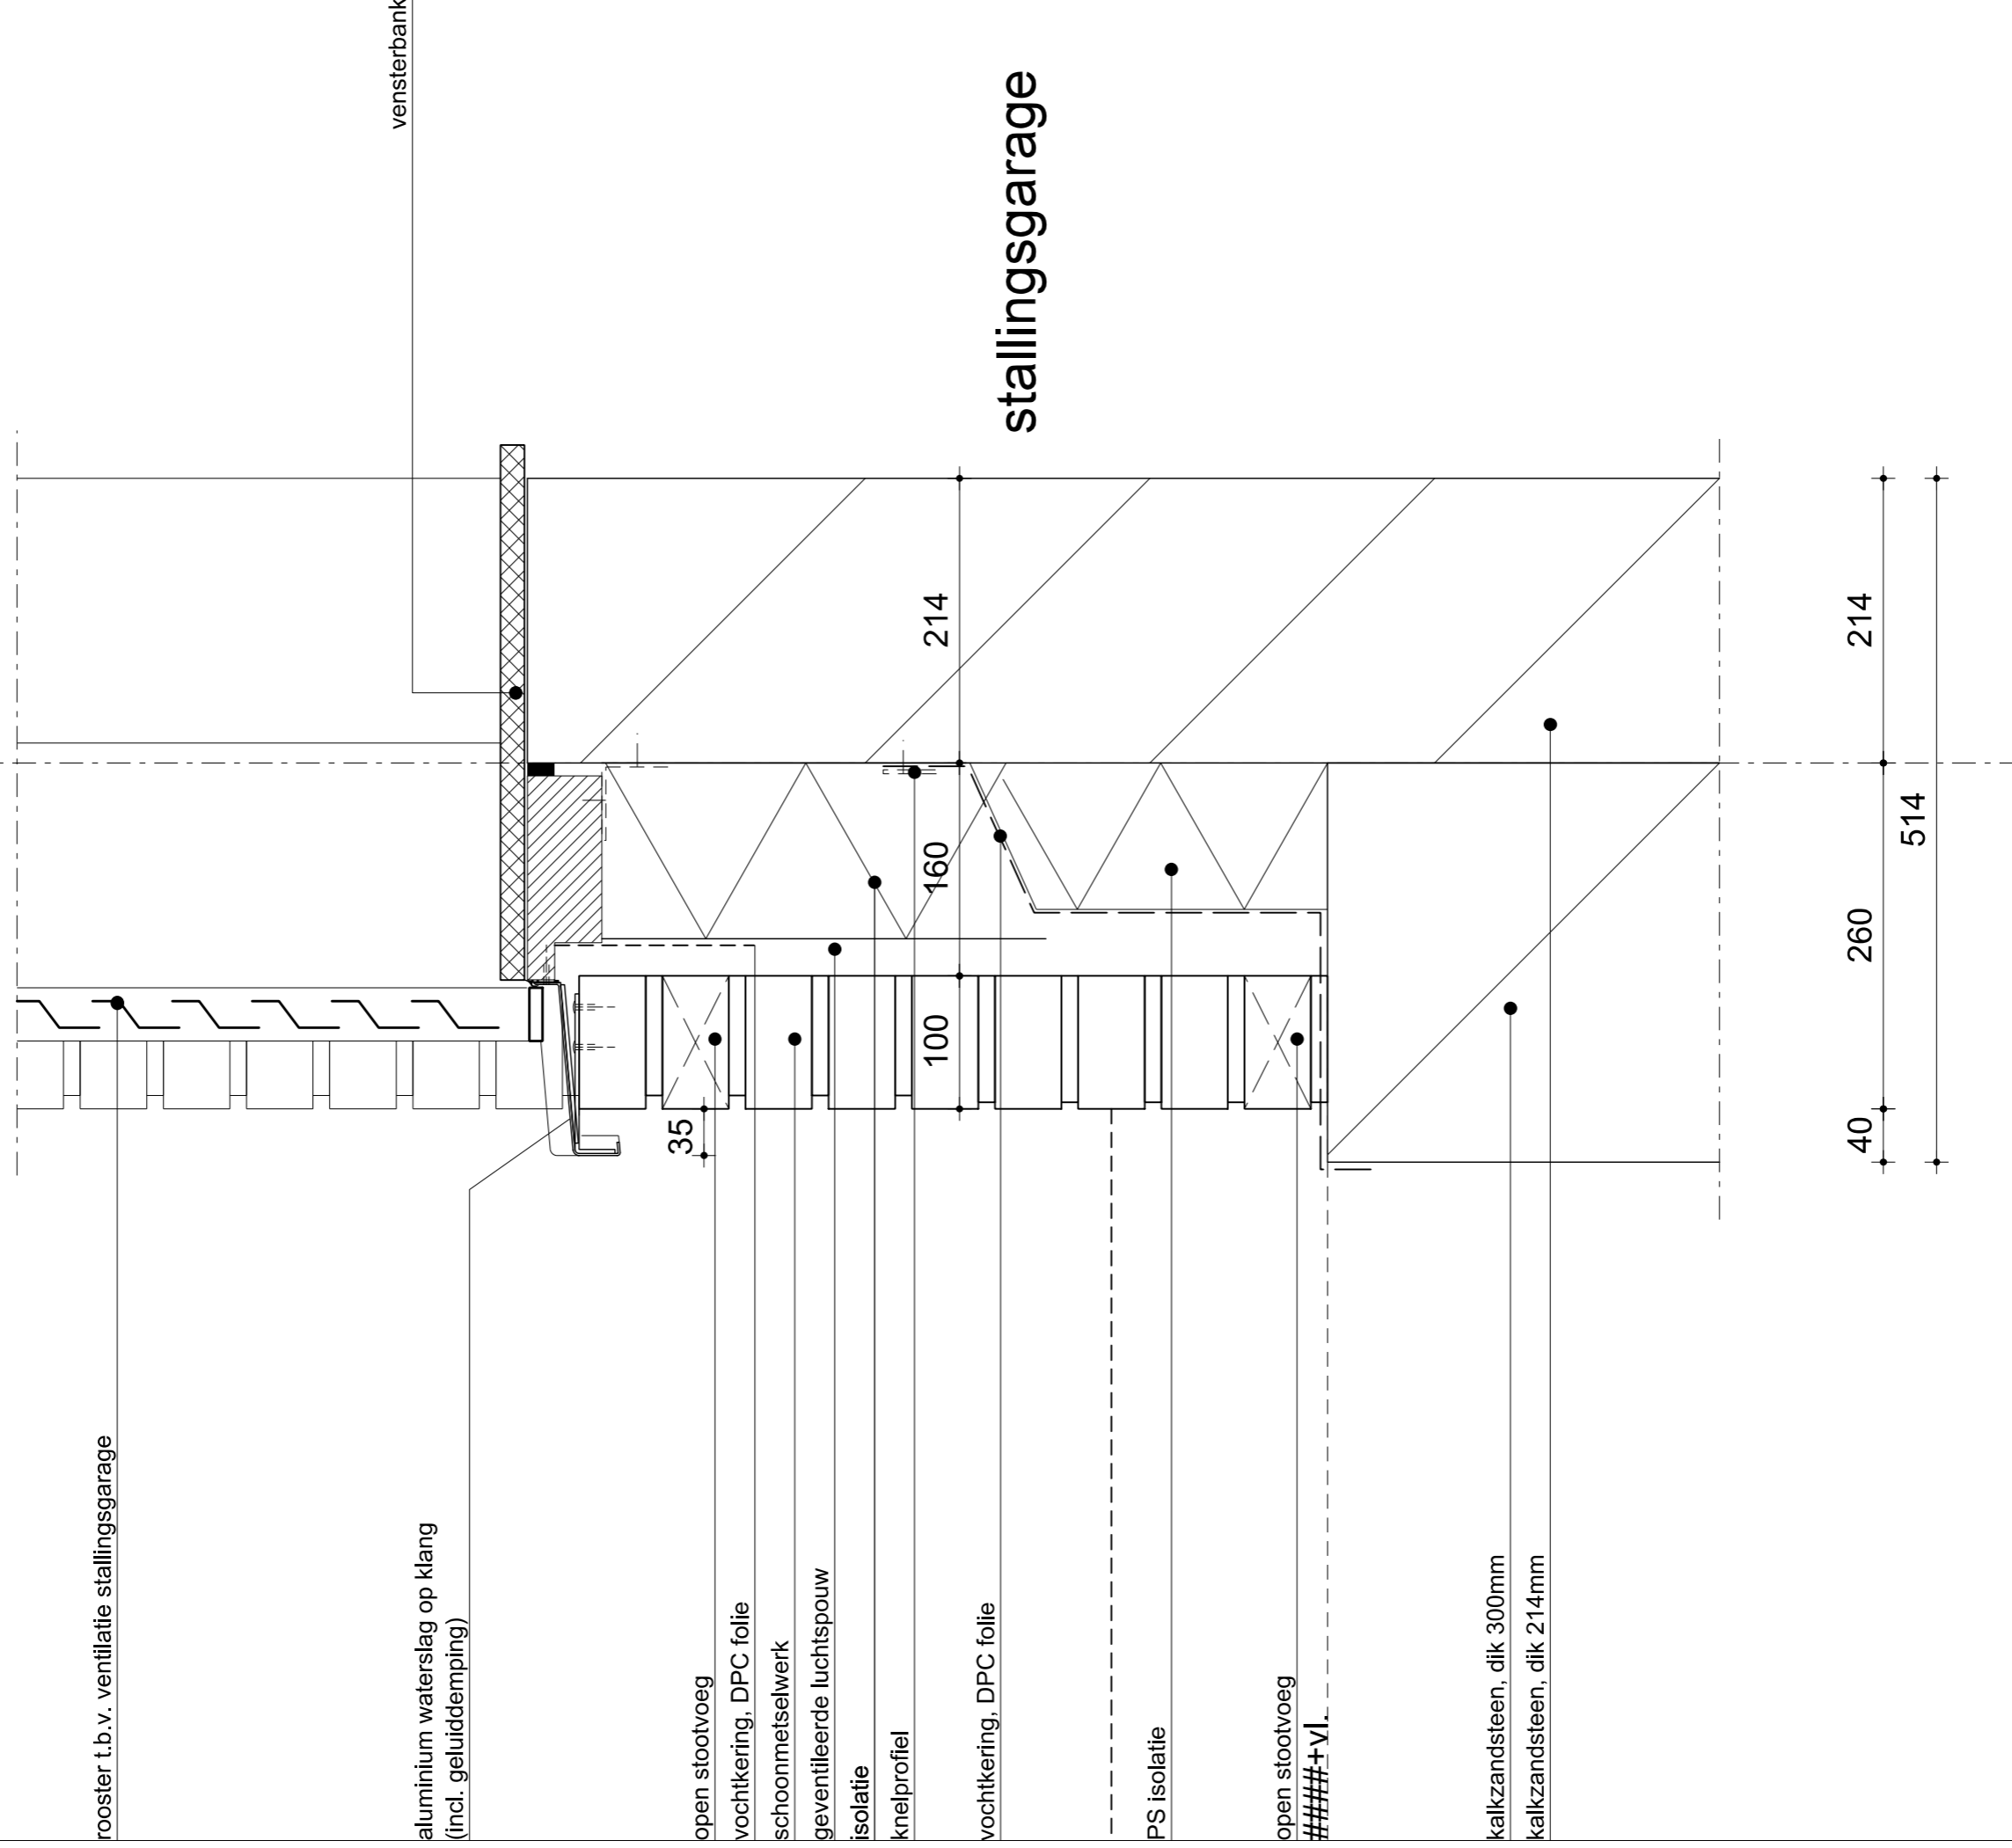 vensterbank
stallingsgarage
214
160
100
35
214
260
40
514
rooster t.b.v. ventilatie stallingsgarage
aluminium waterslag op klang
(incl. geluiddemping)
open stootvoeg
vochtkering, DPC folie
schoonmetselwerk
geventileerde luchtspouw
isolatie
knelprofiel
vochtkering, DPC folie
PS isolatie
open stootvoeg
####+vl.
kalkzandsteen, dik 300mm
kalkzandsteen, dik 214mm